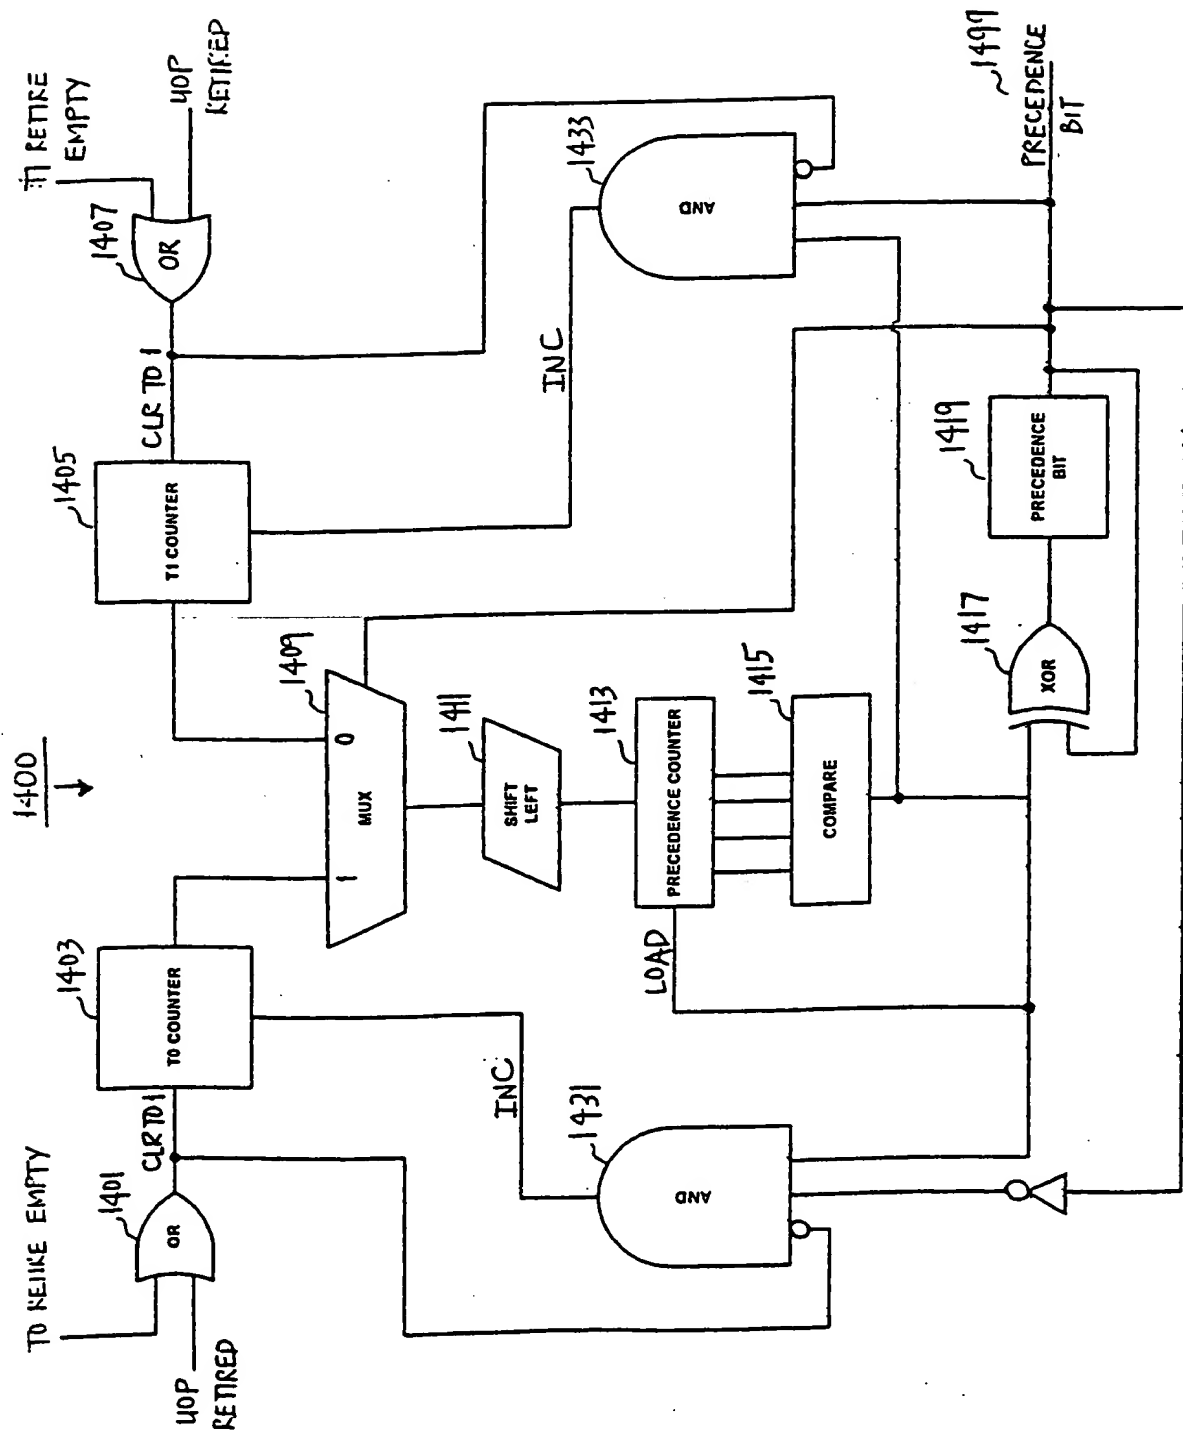 1400
T0 RETIRE EMPTY
UOP
RETIRED
1401
OR
CLR TO 1
1403
T0 COUNTER
1405
T1 COUNTER
CLR TO 1
1407
OR
T1 RETIRE
EMPTY
UOP
RETIRED
1409
1
MUX
0
1411
SHIFT
LEFT
INC
INC
1413
PRECEDENCE COUNTER
LOAD
1415
COMPARE
1431
AND
1433
AND
1417
XOR
1419
PRECEDENCE
BIT
1499
PRECEDENCE
BIT